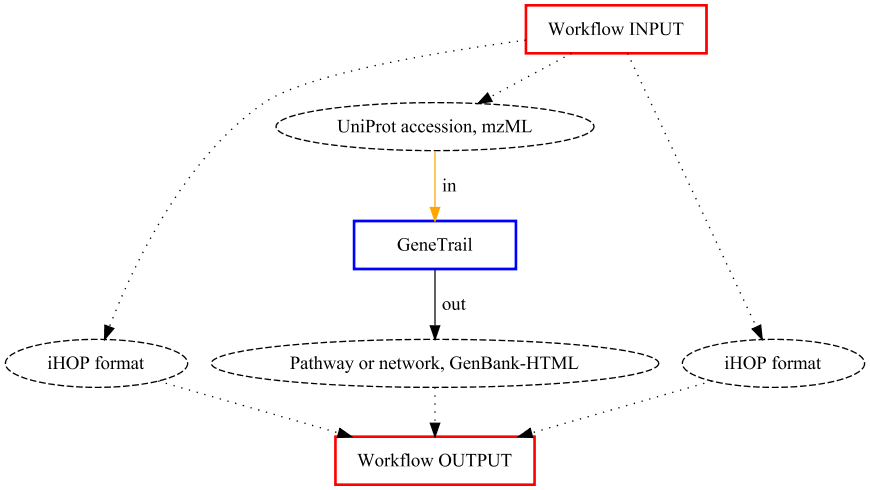 Workflow INPUT
UniProt accession, mzML
in
GeneTrail
out
iHOP format
Pathway or network, GenBank-HTML
iHOP format
Workflow OUTPUT